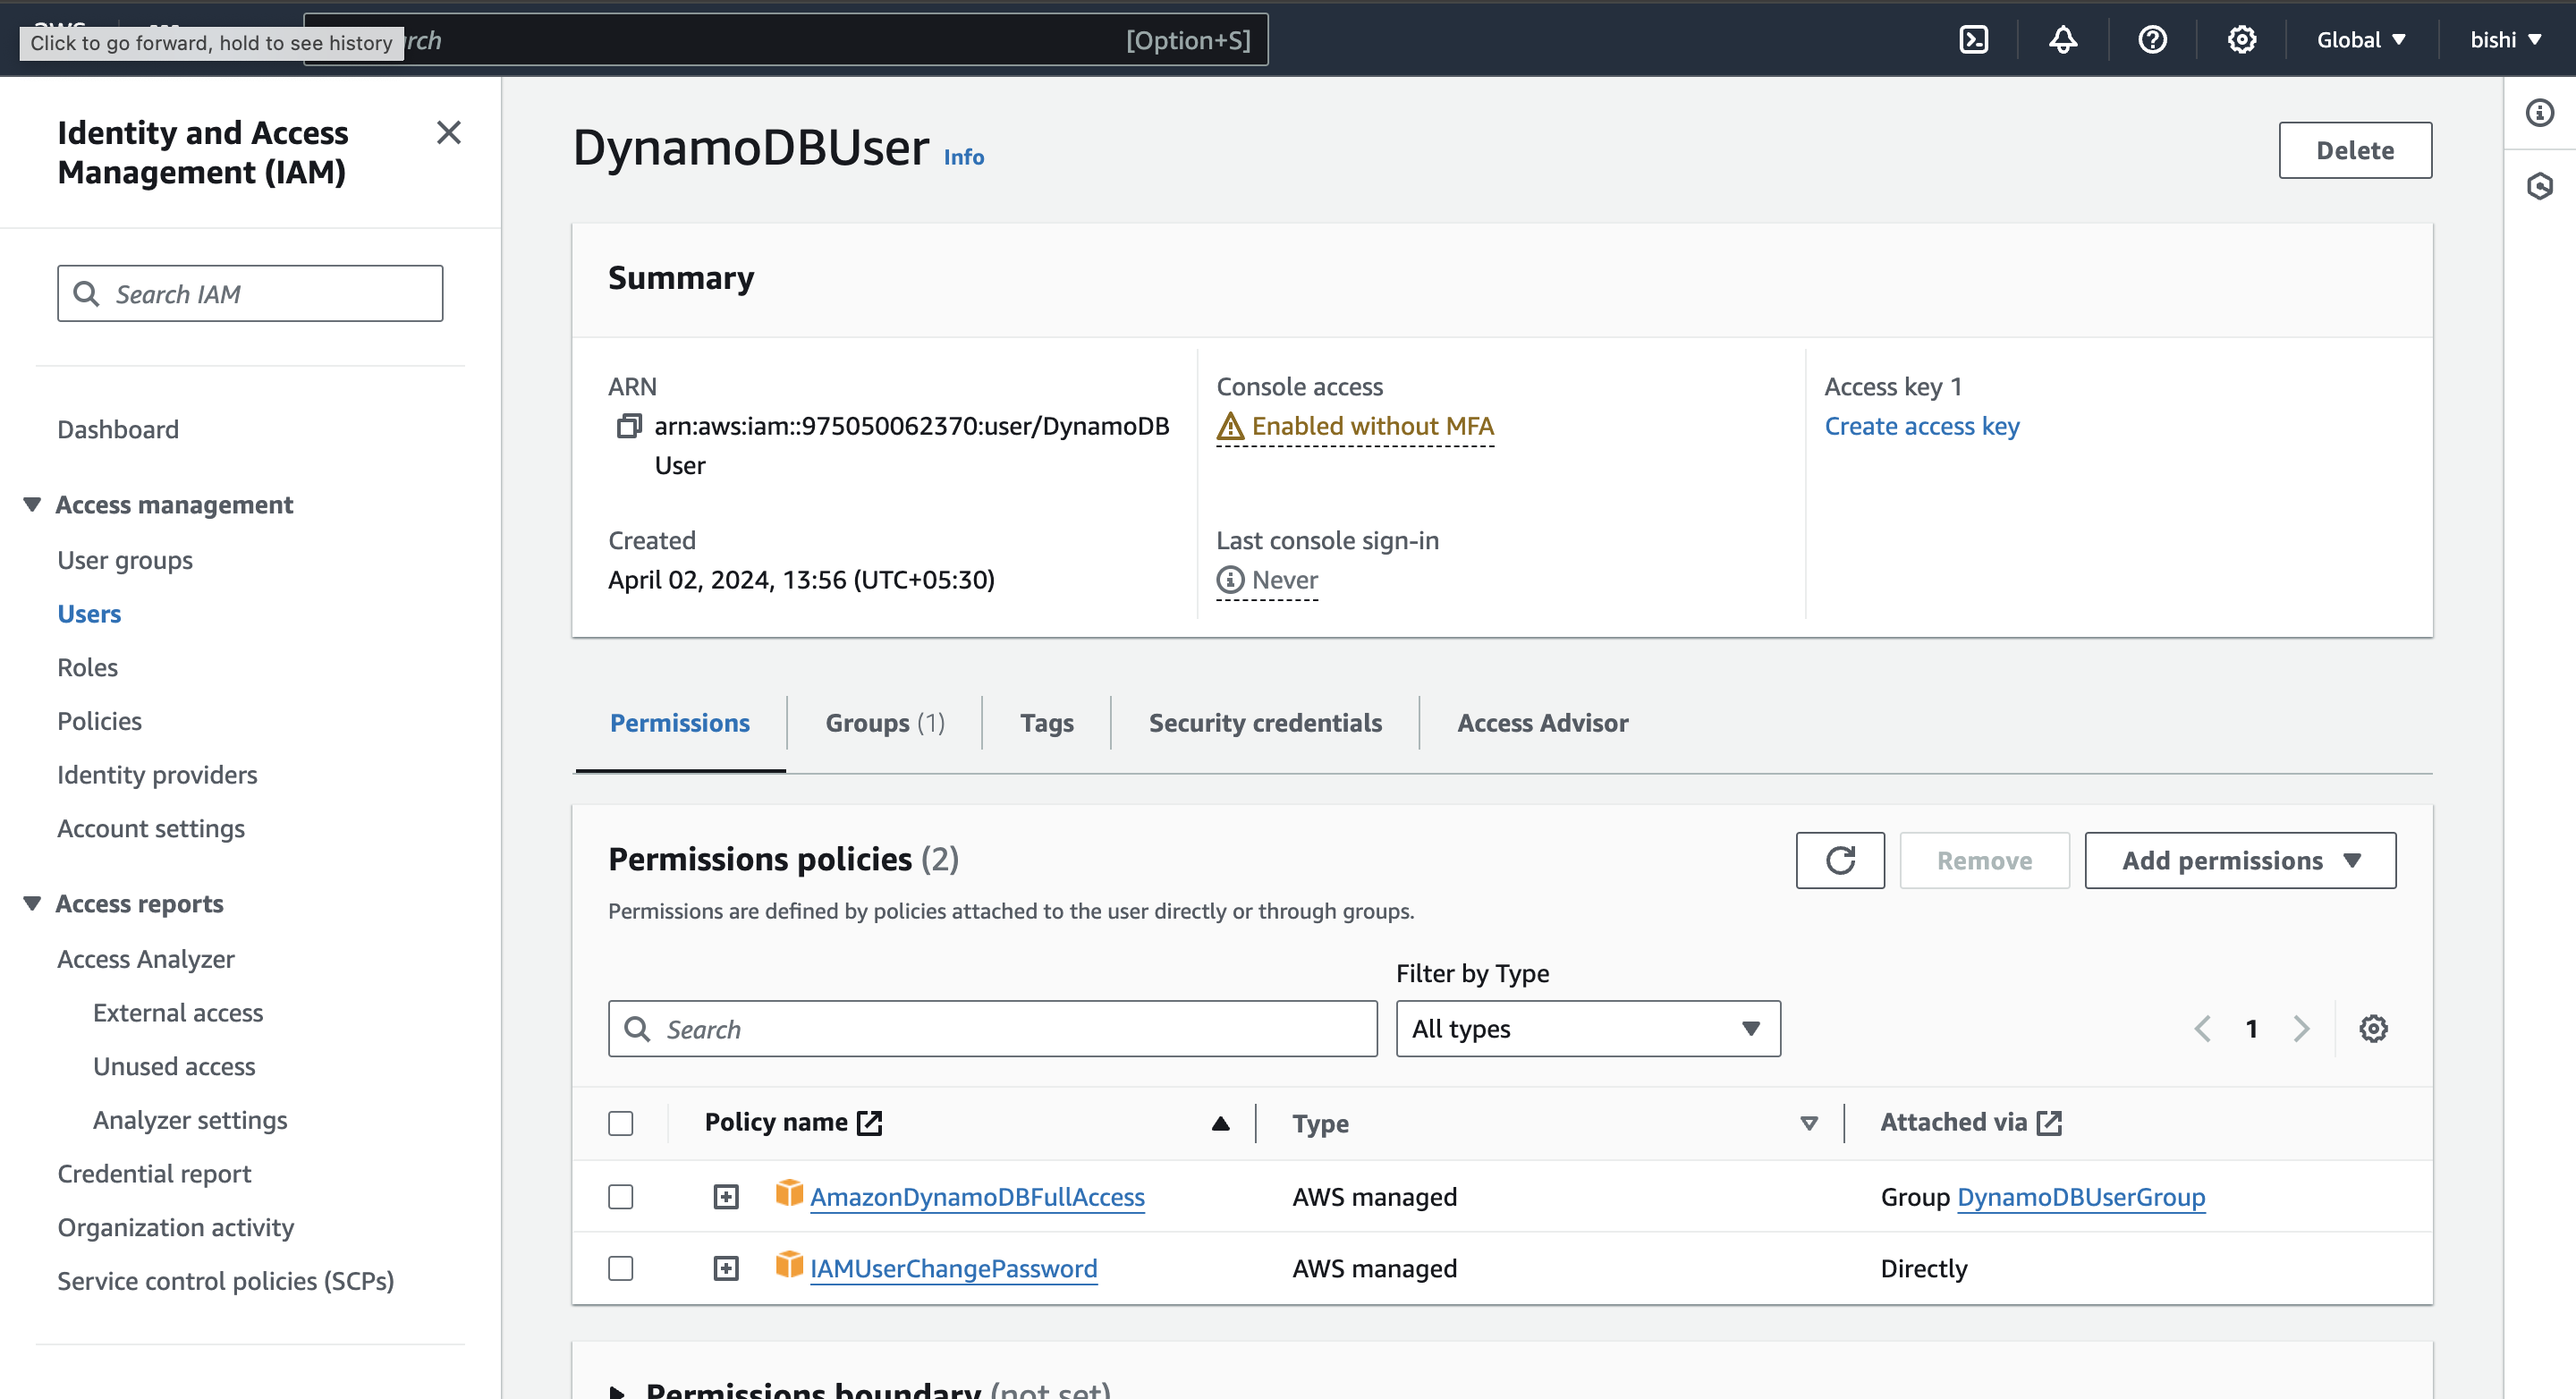 Click to go forward, hold to see history
rch
[Option+S]
Global
bishi
Identity and Access
Management (IAM)
Search IAM
Dashboard
Access management
User groups
Users
Roles
Policies
Identity providers
Account settings
Access reports
Access Analyzer
External access
Unused access
Analyzer settings
Credential report
Organization activity
Service control policies (SCPs)
DynamoDBUser Info
Delete
Summary
ARN
arn:aws:iam::975050062370:user/DynamoDB
User
Console access
Enabled without MFA
Access key 1
Create access key
Created
April 02, 2024, 13:56 (UTC+05:30)
Last console sign-in
Never
Permissions
Groups (1)
Tags
Security credentials
Access Advisor
Permissions policies (2)
Remove
Add permissions
Permissions are defined by policies attached to the user directly or through groups.
Filter by Type
Search
All types
1
Policy name
Type
Attached via
AmazonDynamoDBFullAccess
AWS managed
Group DynamoDBUserGroup
IAMUserChangePassword
AWS managed
Directly
Permissions boundary (not set)